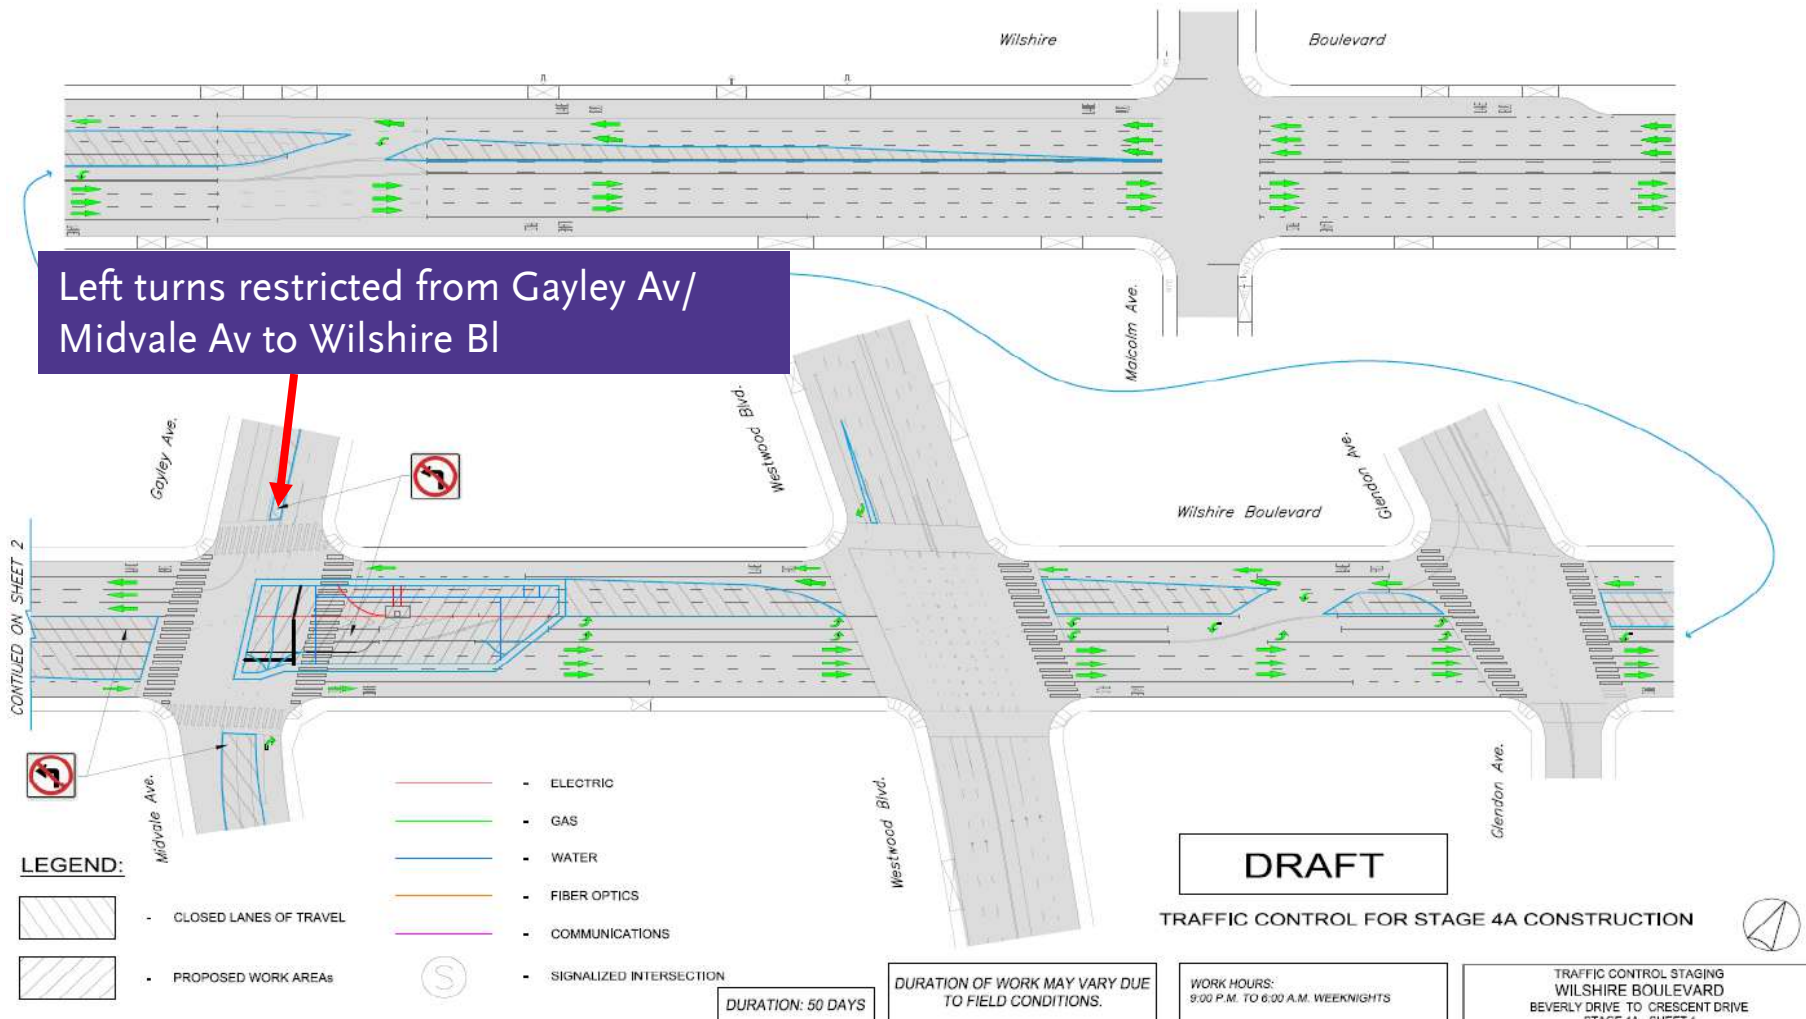 Wilshire Boulevard
Malcolm Ave.
Left turns restricted from Gayley Av/
Midvale Av to Wilshire Bl
Gayley Ave.
Westwood Blvd.
Wilshire Boulevard
Glendon Ave.
CONTIUED ON SHEET 2
Midvale Ave.
Westwood Blvd.
Glendon Ave.
LEGEND:
- CLOSED LANES OF TRAVEL
- PROPOSED WORK AREAs
- ELECTRIC
- GAS
- WATER
- FIBER OPTICS
- COMMUNICATIONS
S - SIGNALIZED INTERSECTION
DURATION: 50 DAYS
DURATION OF WORK MAY VARY DUE
TO FIELD CONDITIONS.
DRAFT
TRAFFIC CONTROL FOR STAGE 4A CONSTRUCTION
WORK HOURS:
9:00 P.M. TO 6:00 A.M. WEEKNIGHTS
TRAFFIC CONTROL STAGING
WILSHIRE BOULEVARD
BEVERLY DRIVE TO CRESCENT DRIVE